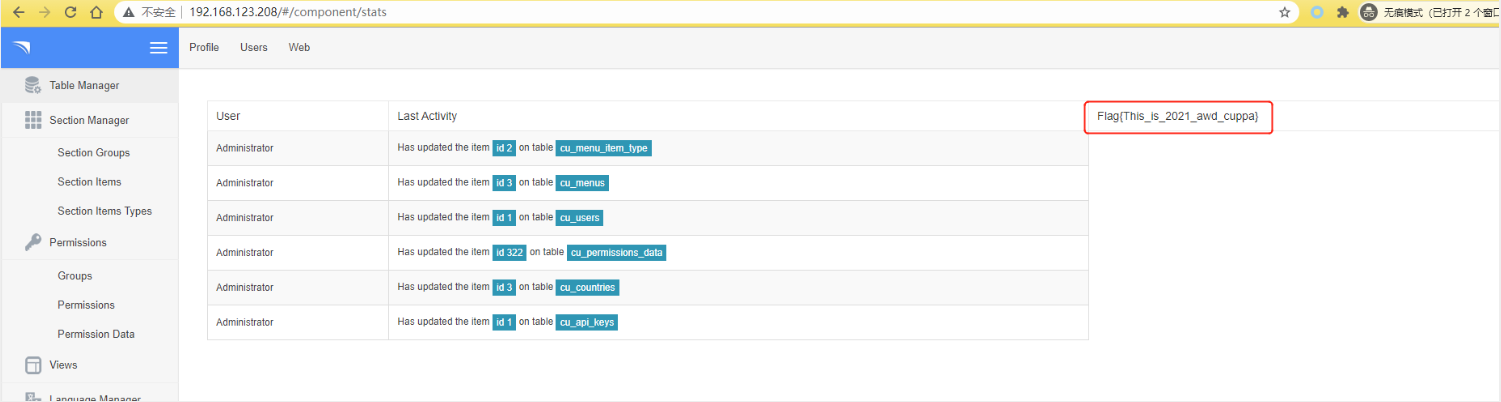 不安全 192.168.123.208/#/component/stats 无痕模式 (已打开 2 个窗口
Profile Users Web
Table Manager
Section Manager
Section Groups
Section Items
Section Items Types
Permissions
Groups
Permissions
Permission Data
Views
Language Manager
User Last Activity Flag{This_is_2021_awd_cuppa}
Administrator Has updated the item id 2 on table cu_menu_item_type
Administrator Has updated the item id 3 on table cu_menus
Administrator Has updated the item id 1 on table cu_users
Administrator Has updated the item id 322 on table cu_permissions_data
Administrator Has updated the item id 3 on table cu_countries
Administrator Has updated the item id 1 on table cu_api_keys